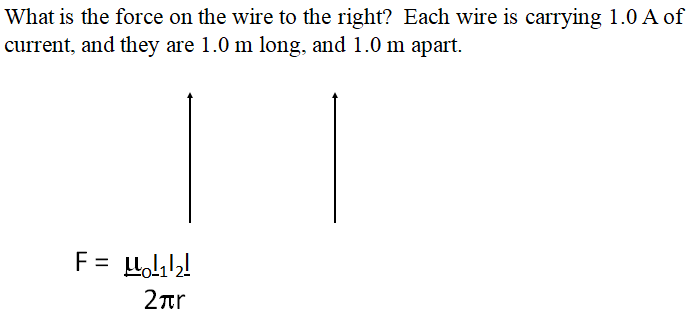 What is the force on the wire to the right?  Each wire is carrying 1.0 A of
current, and they are 1.0 m long, and 1.0 m apart.
F = μ₀I₁I₂l
2πr